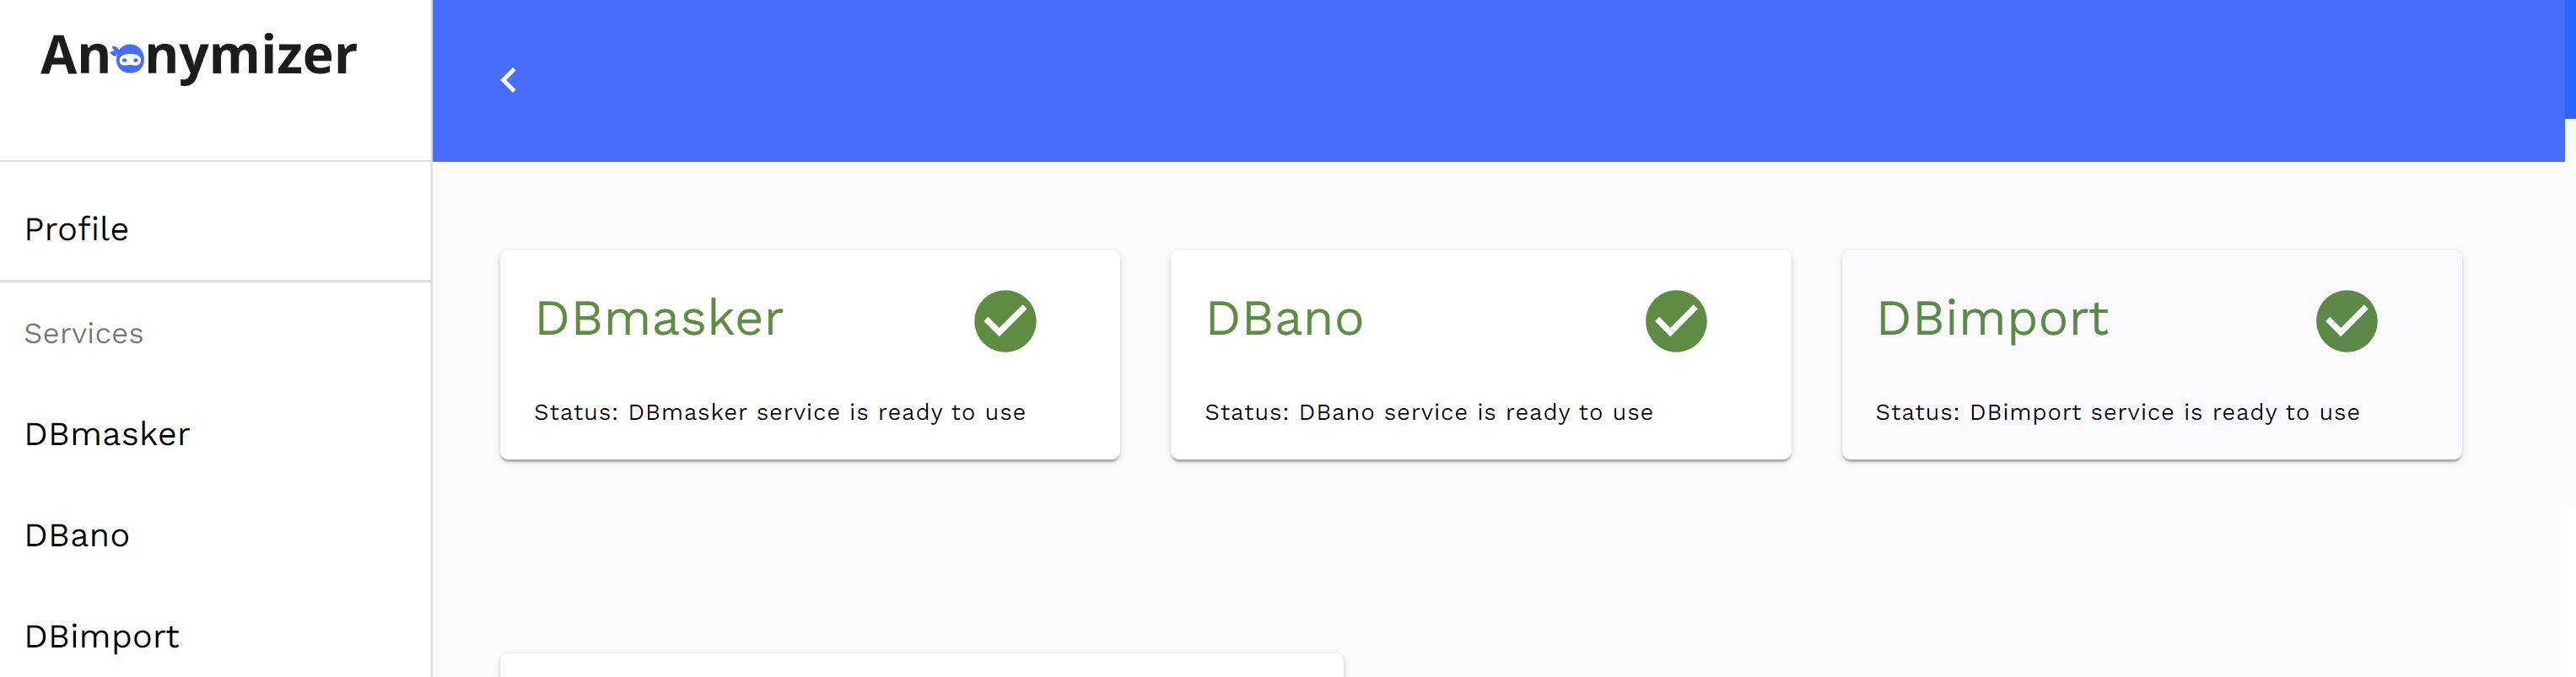 Anonymizer
Profile
Services
DBmasker
DBano
DBimport
DBmasker
Status: DBmasker service is ready to use
DBano
Status: DBano service is ready to use
DBimport
Status: DBimport service is ready to use